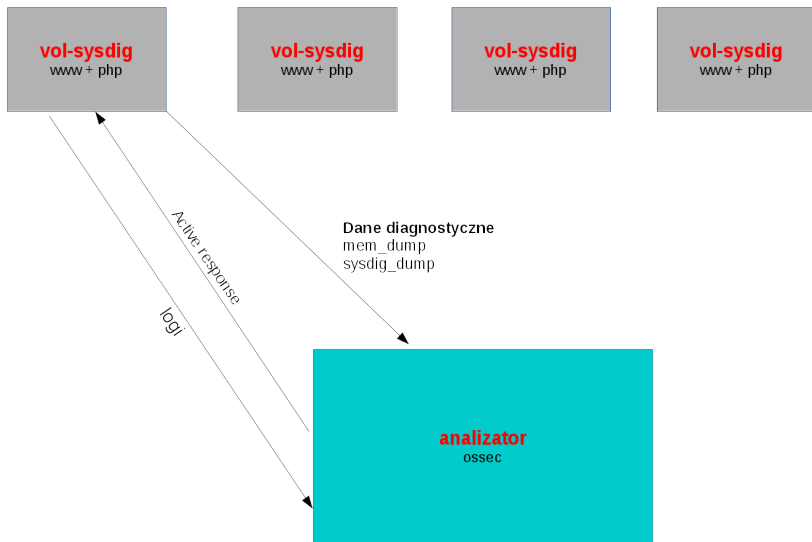 vol-sysdig
www + php
vol-sysdig
www + php
vol-sysdig
www + php
vol-sysdig
www + php
Dane diagnostyczne
mem_dump
sysdig_dump
Active response
logi
analizator
ossec